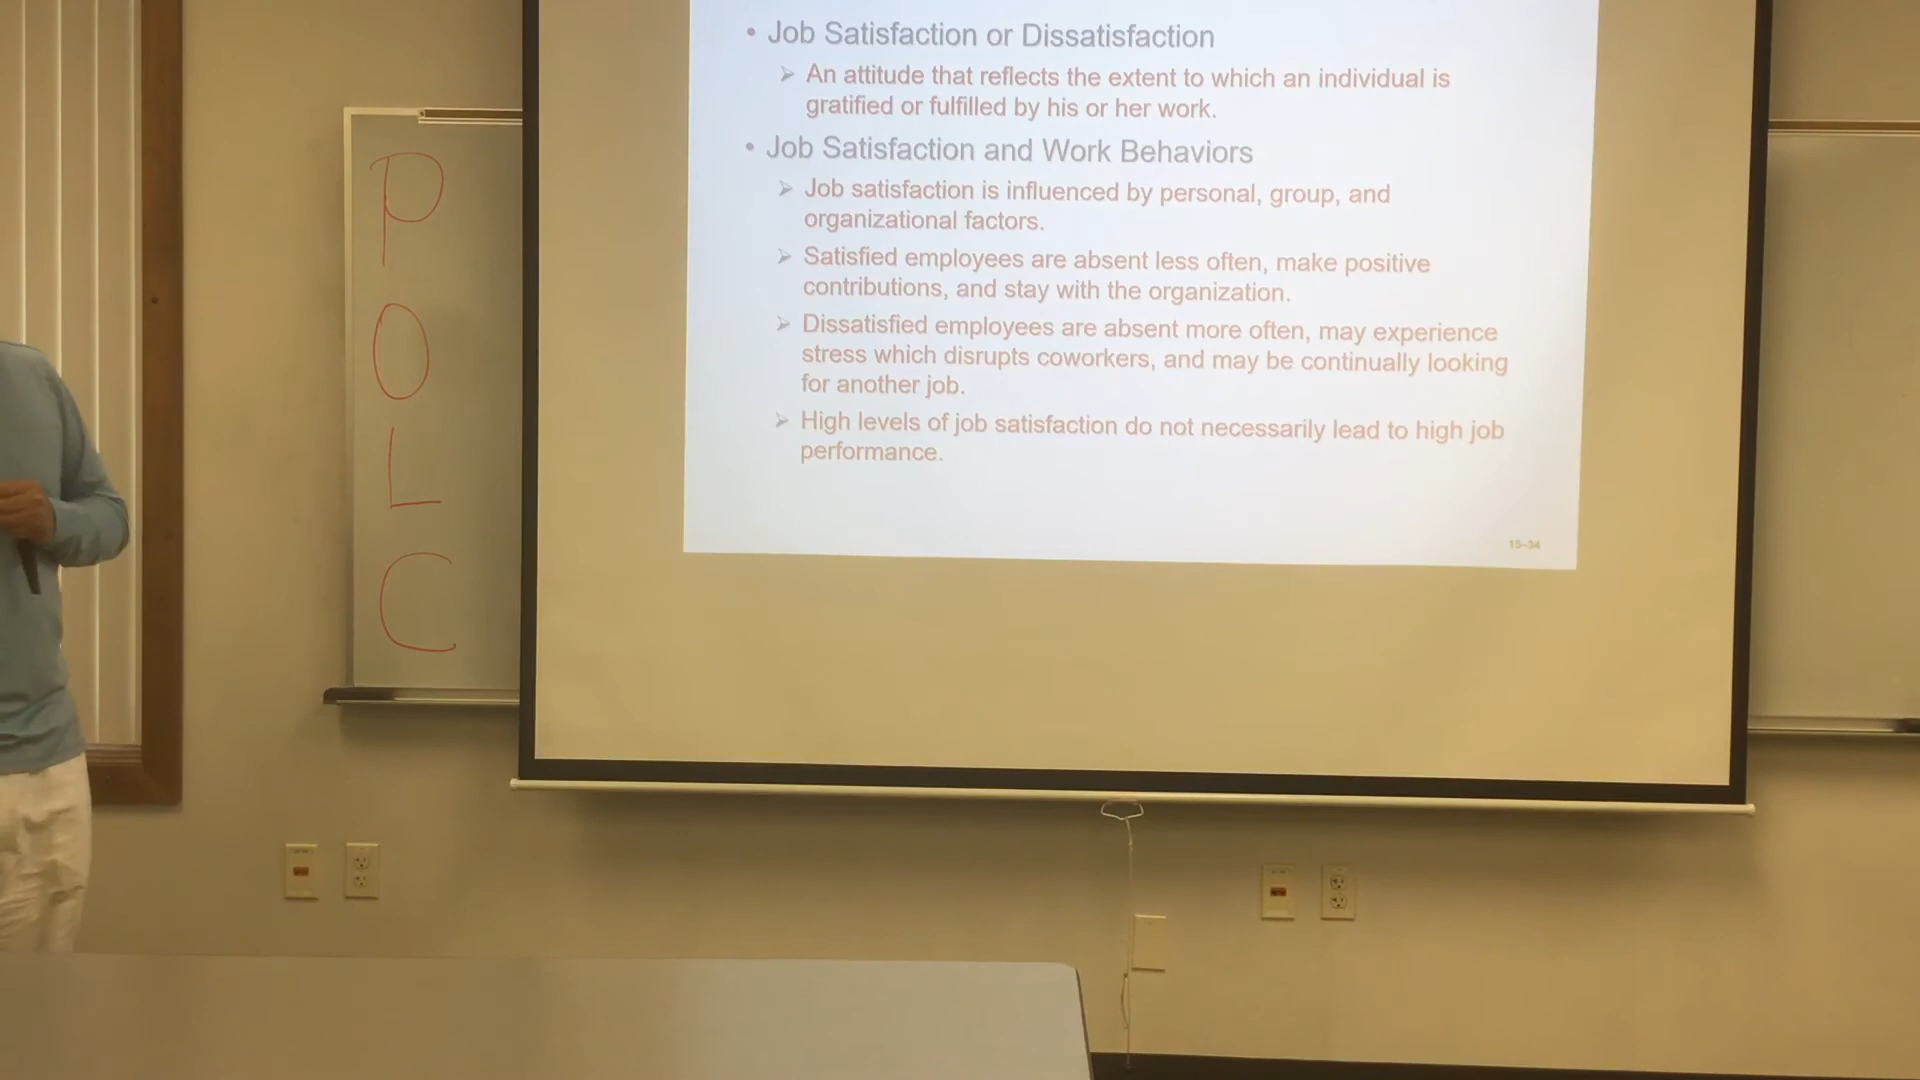 • Job Satisfaction or Dissatisfaction
➢ An attitude that reflects the extent to which an individual is
gratified or fulfilled by his or her work.
• Job Satisfaction and Work Behaviors
➢ Job satisfaction is influenced by personal, group, and
organizational factors.
➢ Satisfied employees are absent less often, make positive
contributions, and stay with the organization.
➢ Dissatisfied employees are absent more often, may experience
stress which disrupts coworkers, and may be continually looking
for another job.
➢ High levels of job satisfaction do not necessarily lead to high job
performance.
15–34
P
O
L
C